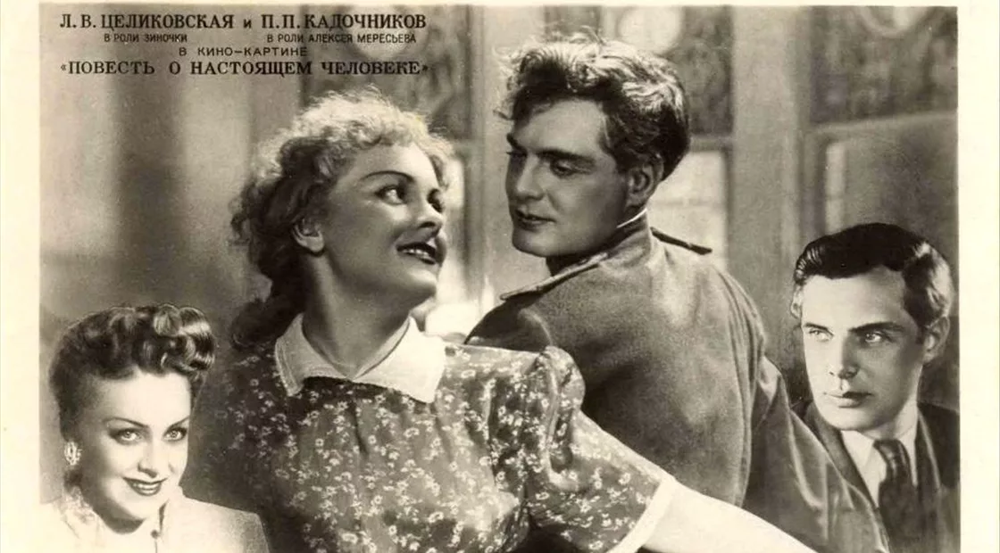 Л. В. ЦЕЛИКОВСКАЯ и П. П. КАДОЧНИКОВ
В РОЛИ ЗИНОЧКИ В РОЛИ АЛЕКСЕЯ МЕРЕСЬЕВА
В КИНО-КАРТИНЕ
«ПОВЕСТЬ О НАСТОЯЩЕМ ЧЕЛОВЕКЕ»